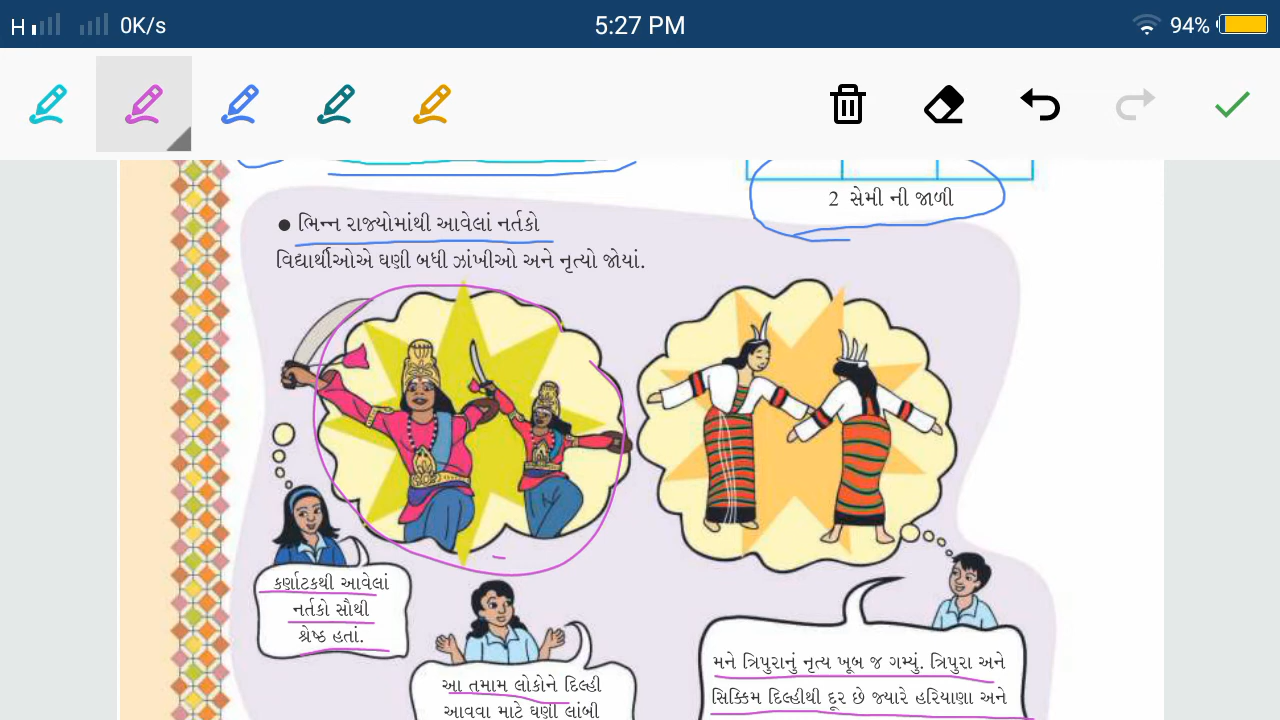 H 0K/s 5:27 PM 94%
2 સેમી ની જાળી
● ભિન્ન રાજ્યોમાંથી આવેલાં નર્તકો
વિદ્યાર્થીઓએ ઘણી બધી ઝાંખીઓ અને નૃત્યો જોયાં.
કર્ણાટકથી આવેલાં
નર્તકો સૌથી
શ્રેષ્ઠ હતાં.
આ તમામ લોકોને દિલ્હી
આવવા માટે ઘણી લાંબી
મને ત્રિપુરાનું નૃત્ય ખૂબ જ ગમ્યું. ત્રિપુરા અને
સિક્કિમ દિલ્હીથી દૂર છે જ્યારે હરિયાણા અને